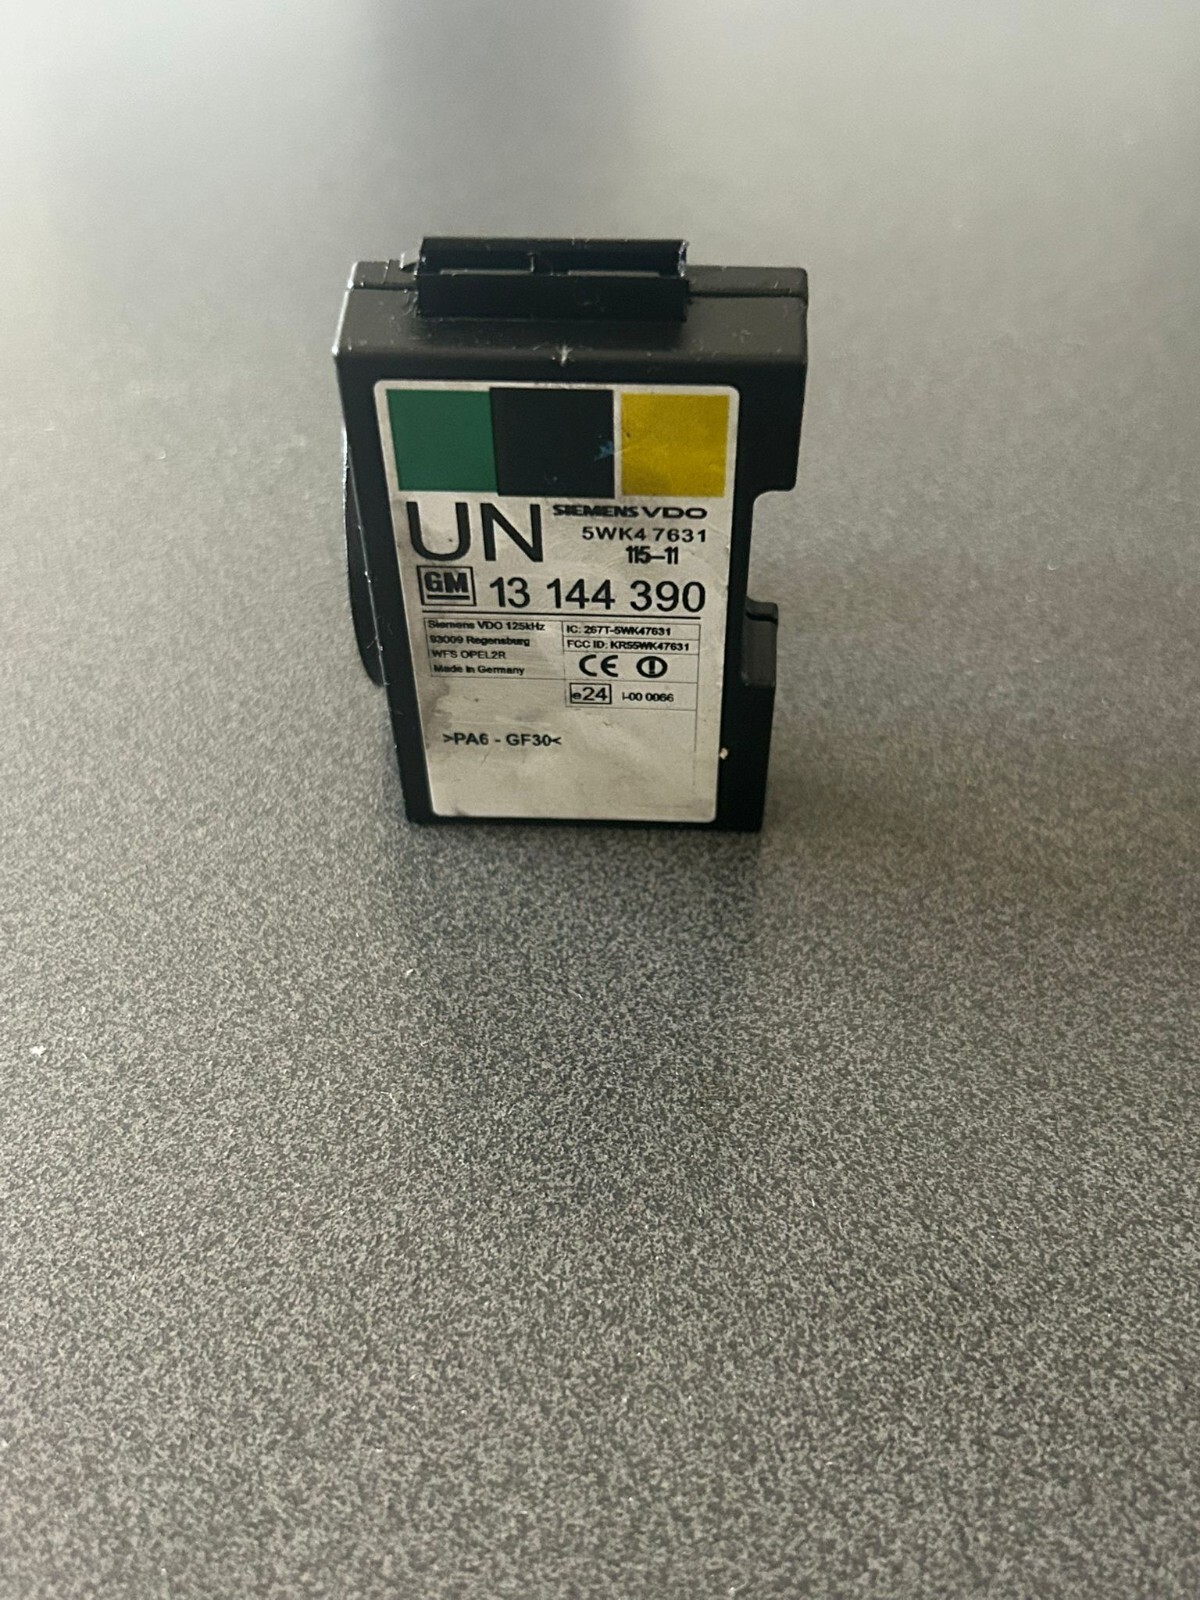 UN
SIEMENS VDO
5WK4 7631
115-11
GM 13 144 390
Siemens VDO 125kHz
93009 Regensburg
WFS OPEL2R
Made in Germany
IC: 267T-5WK47631
FCC ID: KR55WK47631
CE
e24 I-00 0066
>PA6 - GF30<